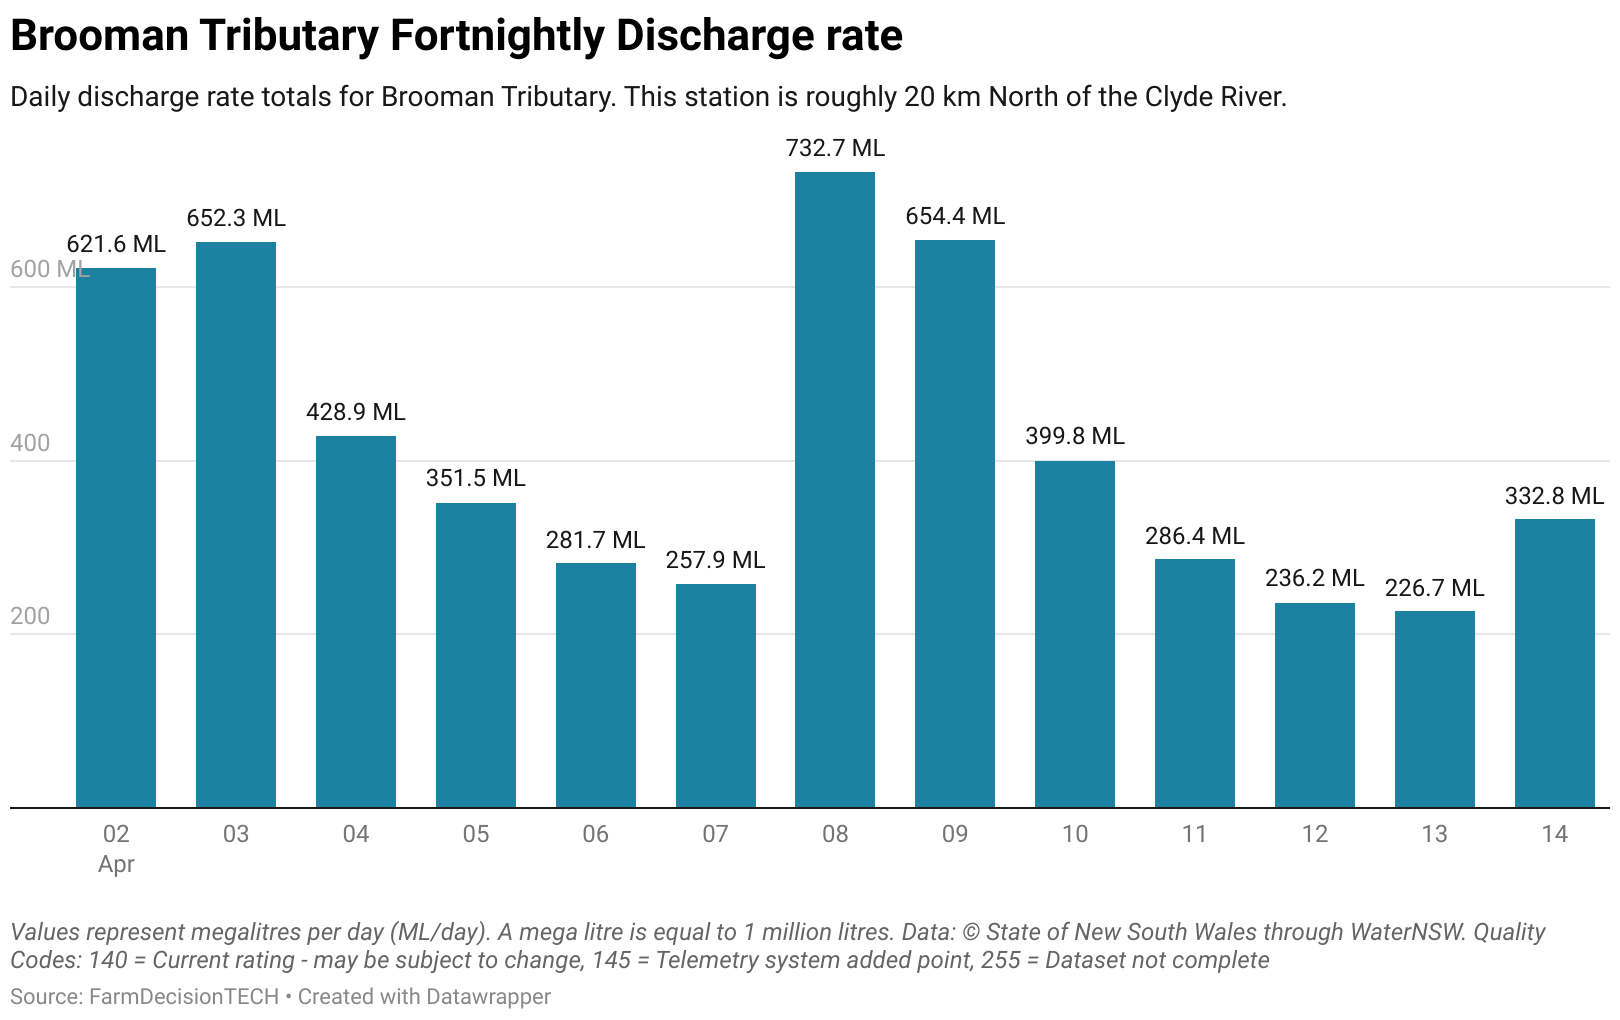 Brooman Tributary Fortnightly Discharge rate
Daily discharge rate totals for Brooman Tributary. This station is roughly 20 km North of the Clyde River.
732.7 ML
652.3 ML
654.4 ML
621.6 ML
600 ML
428.9 ML
399.8 ML
400
351.5 ML
332.8 ML
281.7 ML
286.4 ML
257.9 ML
236.2 ML
226.7 ML
200
02 03 04 05 06 07 08 09 10 11 12 13 14
Apr
Values represent megalitres per day (ML/day). A mega litre is equal to 1 million litres. Data: © State of New South Wales through WaterNSW. Quality
Codes: 140 = Current rating - may be subject to change, 145 = Telemetry system added point, 255 = Dataset not complete
Source: FarmDecisionTECH • Created with Datawrapper